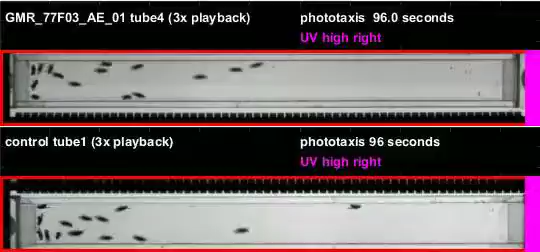 GMR_77F03_AE_01 tube4 (3x playback)
phototaxis 96.0 seconds
UV high right
control tube1 (3x playback)
phototaxis 96 seconds
UV high right